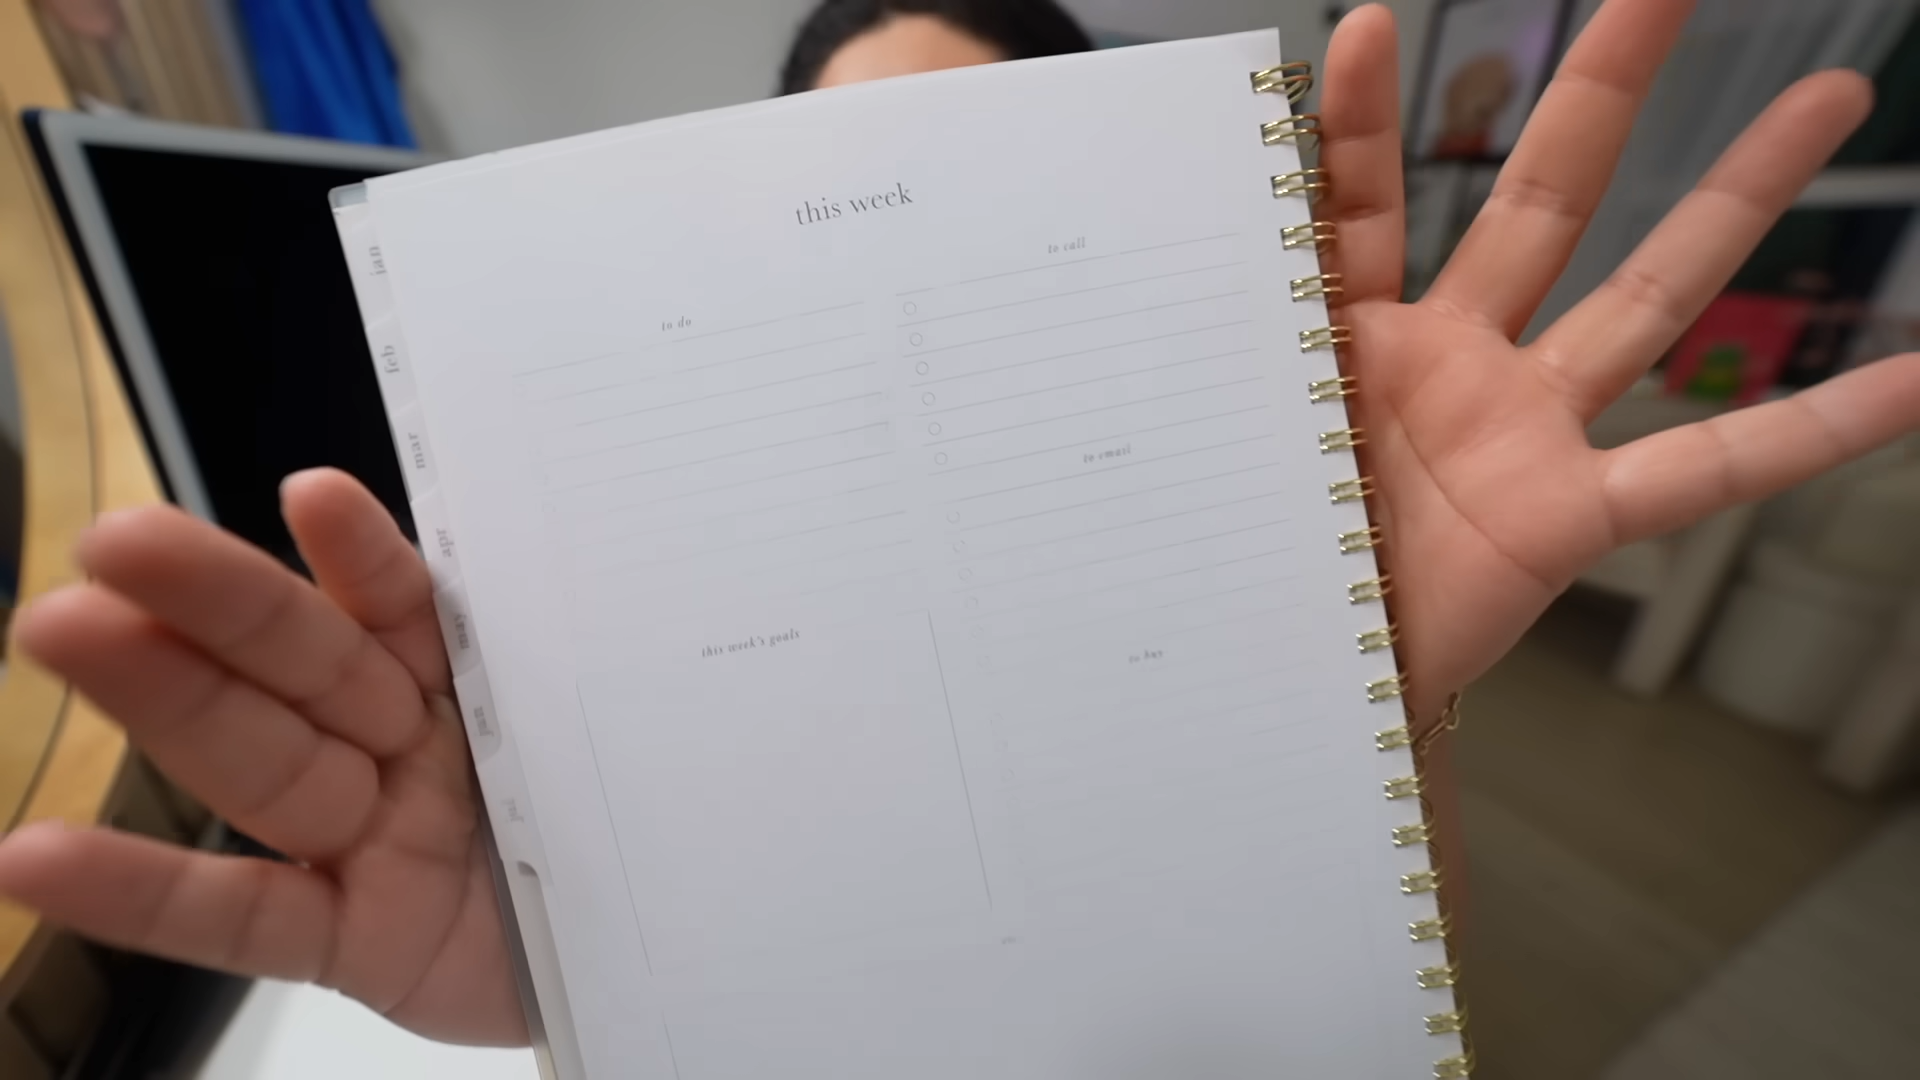 this week
to do
to call
to email
this week's goals
to buy
jan
feb
mar
apr
may
jun
jul